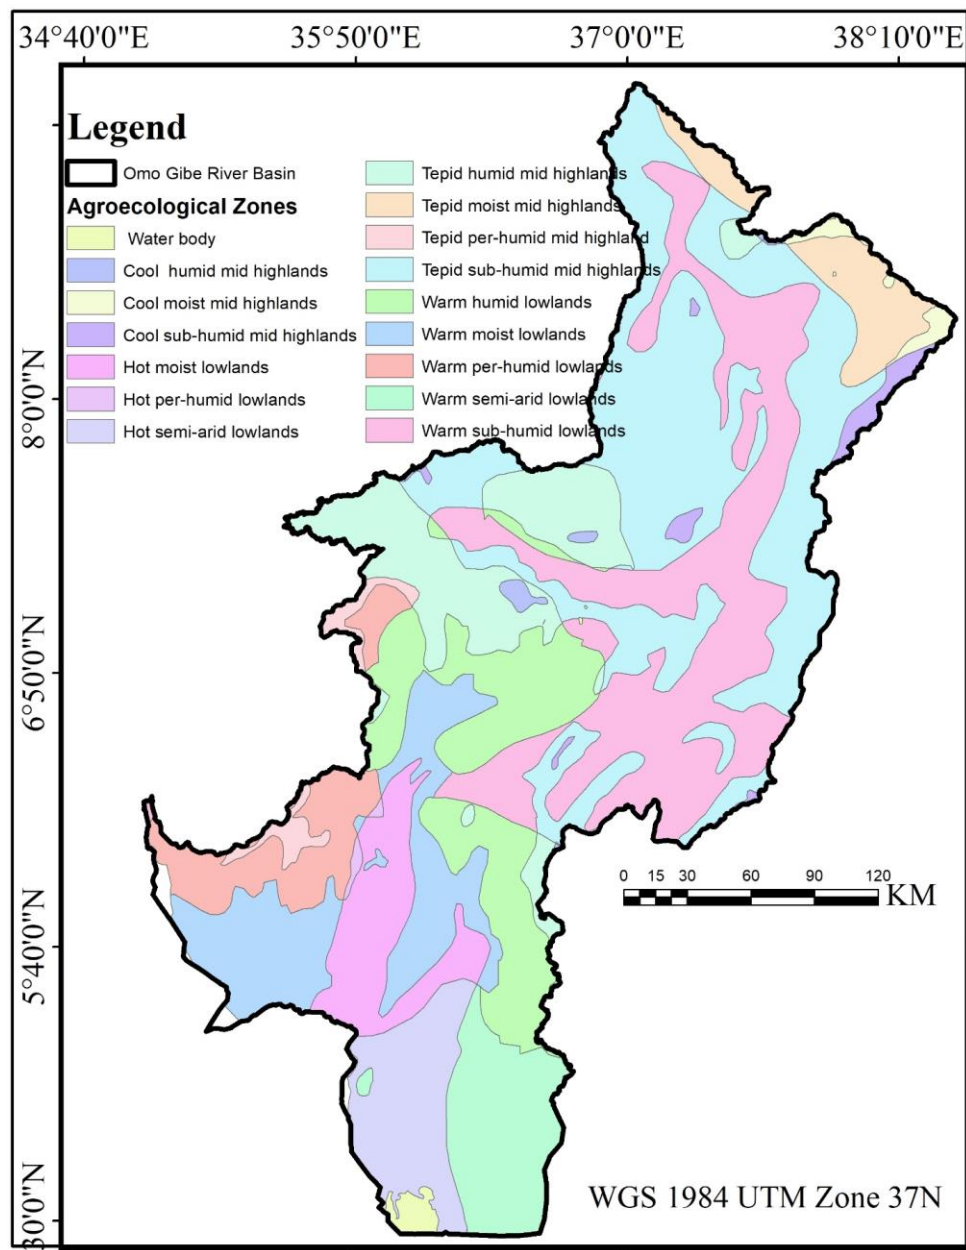 34°40'0"E 35°50'0"E 37°0'0"E 38°10'0"E
Legend
Omo Gibe River Basin
Agroecological Zones
Water body
Cool humid mid highlands
Cool moist mid highlands
Cool sub-humid mid highlands
Hot moist lowlands
Hot per-humid lowlands
Hot semi-arid lowlands
Tepid humid mid highlands
Tepid moist mid highlands
Tepid per-humid mid highland
Tepid sub-humid mid highlands
Warm humid lowlands
Warm moist lowlands
Warm per-humid lowlands
Warm semi-arid lowlands
Warm sub-humid lowlands
8°0'0"N
6°50'0"N
5°40'0"N
30'0"N
0 15 30 60 90 120
KM
WGS 1984 UTM Zone 37N